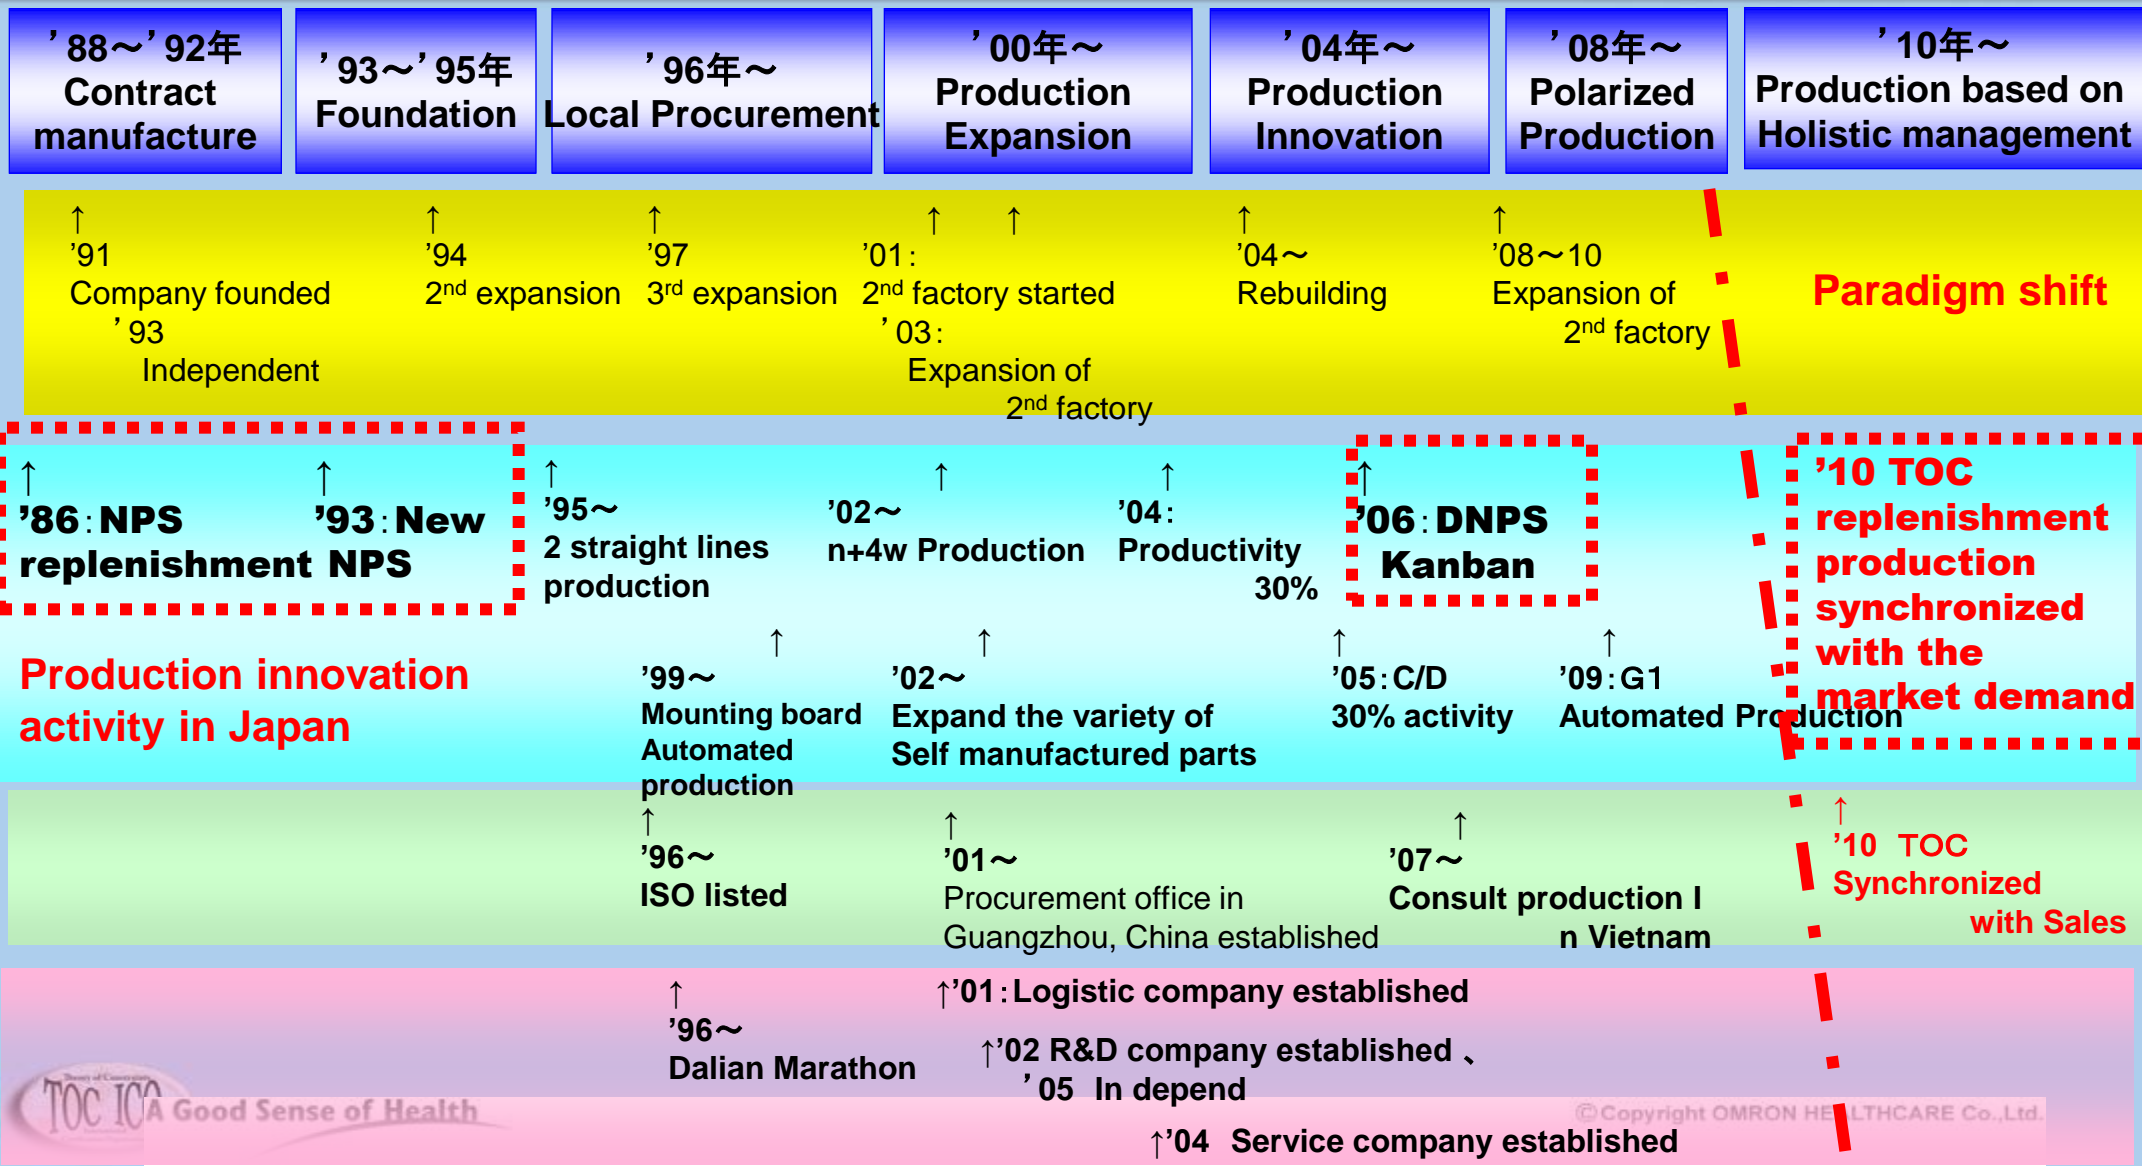 ’88～’92年
Contract
manufacture
’93～’95年
Foundation
’96年～
Local Procurement
’00年～
Production
Expansion
’04年～
Production
Innovation
’08年～
Polarized
Production
’10年～
Production based on
Holistic management
↑
’91
Company founded
’93
Independent
↑
’94
2nd expansion
↑
’97
3rd expansion
↑ ↑
’01：
2nd factory started
’03：
Expansion of
2nd factory
↑
’04～
Rebuilding
↑
’08～10
Expansion of
2nd factory
Paradigm shift
↑ ↑
’86：NPS ’93：New
replenishment NPS
↑
’95～
2 straight lines
production
↑
’02～
n+4w Production
↑
’04：
Productivity
30%
↑
’06：DNPS
Kanban
’10 TOC
replenishment
production
synchronized
with the
market demand
Production innovation
activity in Japan
↑
’99～
Mounting board
Automated
production
↑
’02～
Expand the variety of
Self manufactured parts
↑
’05：C/D
30% activity
↑
’09：G1
Automated Production
↑
’96～
ISO listed
↑
’01～
Procurement office in
Guangzhou, China established
↑
’07～
Consult production I
n Vietnam
↑
’10 TOC
Synchronized
with Sales
↑
’96～
Dalian Marathon
↑’01：Logistic company established
↑’02 R&D company established 、
’05 In depend
↑’04 Service company established
TOC ICO
A Good Sense of Health
©Copyright OMRON HEALTHCARE Co.,Ltd.